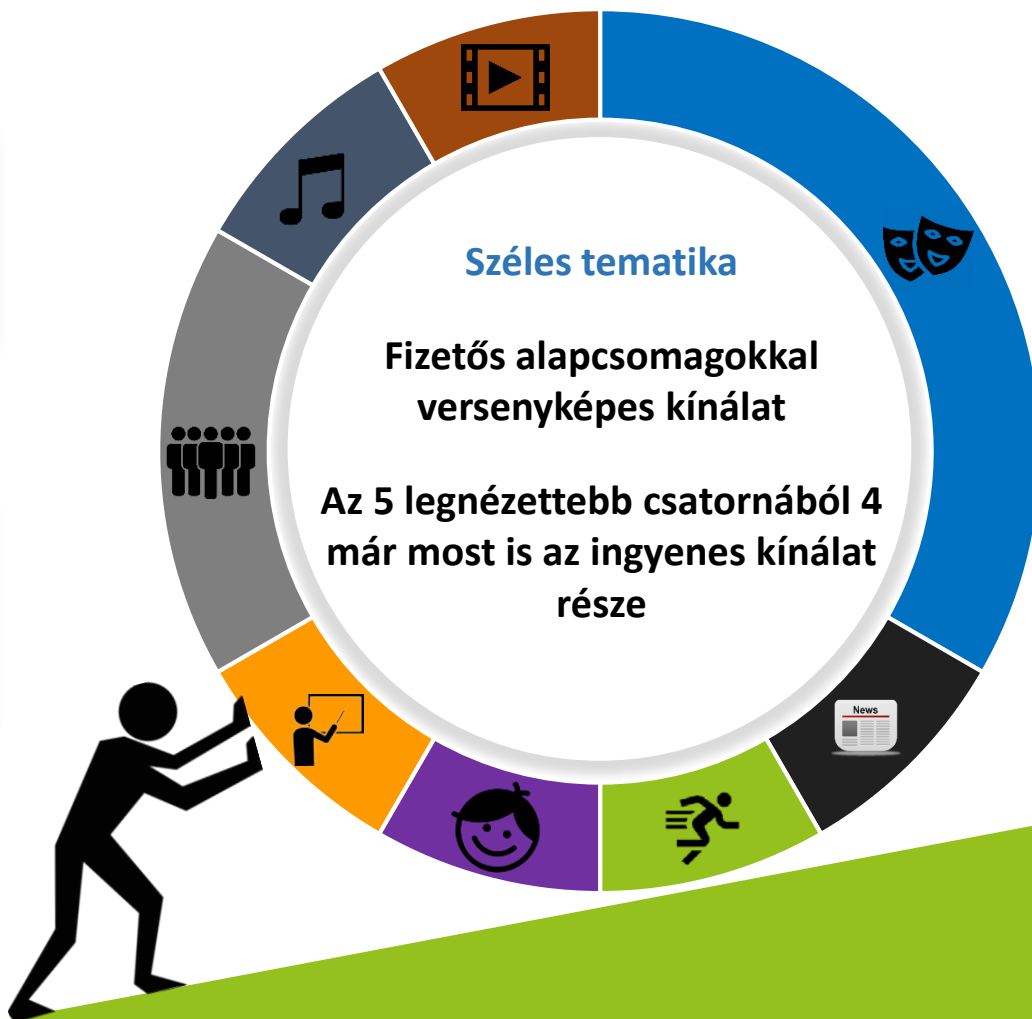 Széles tematika
Fizetős alapcsomagokkal
versenyképes kínálat
Az 5 legnézettebb csatornából 4
már most is az ingyenes kínálat
része
News